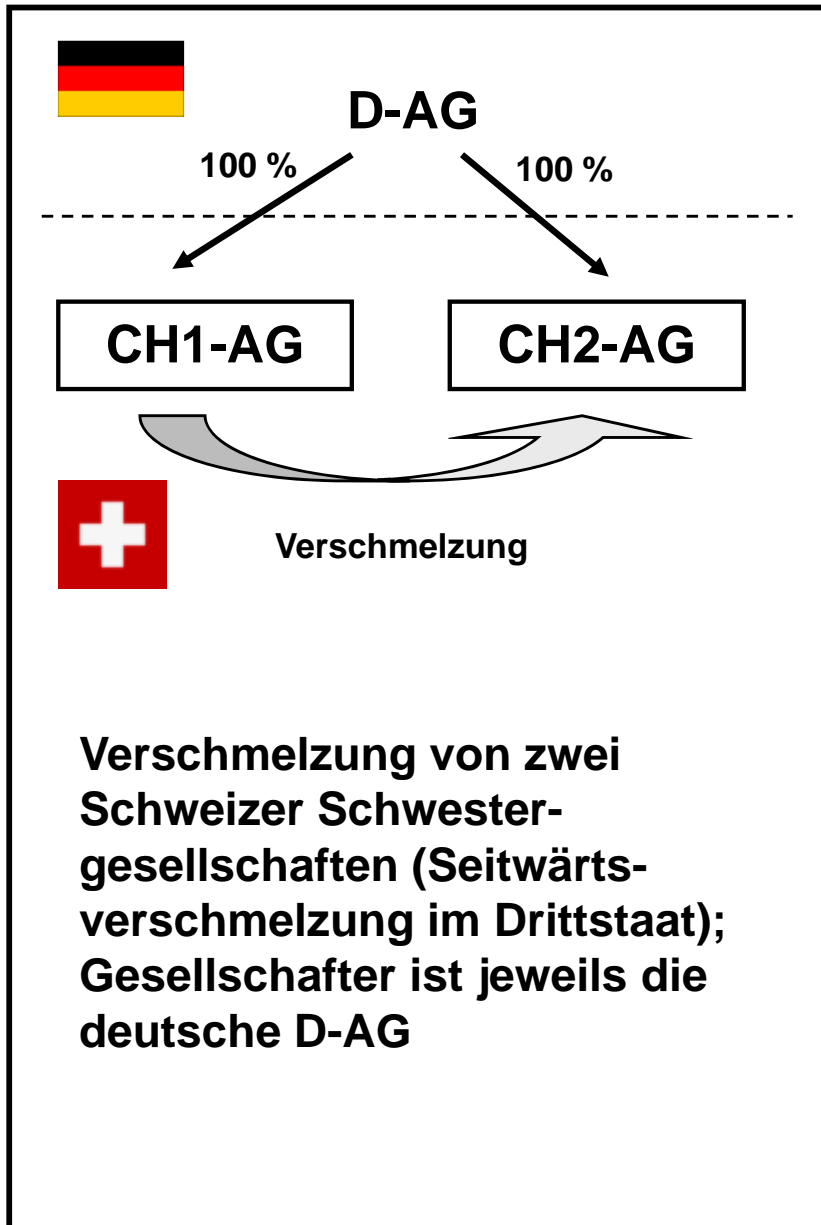 D-AG
100 %
100 %
CH1-AG
CH2-AG
Verschmelzung
Verschmelzung von zwei
Schweizer Schwester-
gesellschaften (Seitwärts-
verschmelzung im Drittstaat);
Gesellschafter ist jeweils die
deutsche D-AG